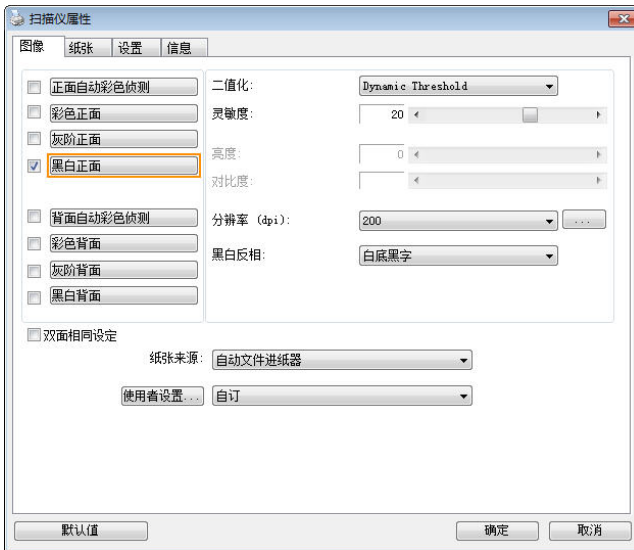 扫描仪属性
图像 纸张 设置 信息
正面自动彩色侦测
彩色正面
灰阶正面
黑白正面
背面自动彩色侦测
彩色背面
灰阶背面
黑白背面
二值化: Dynamic Threshold
灵敏度: 20
亮度: 0
对比度:
分辨率 (dpi): 200 ...
黑白反相: 白底黑字
双面相同设定
纸张来源: 自动文件进纸器
使用者设置... 自订
默认值 确定 取消